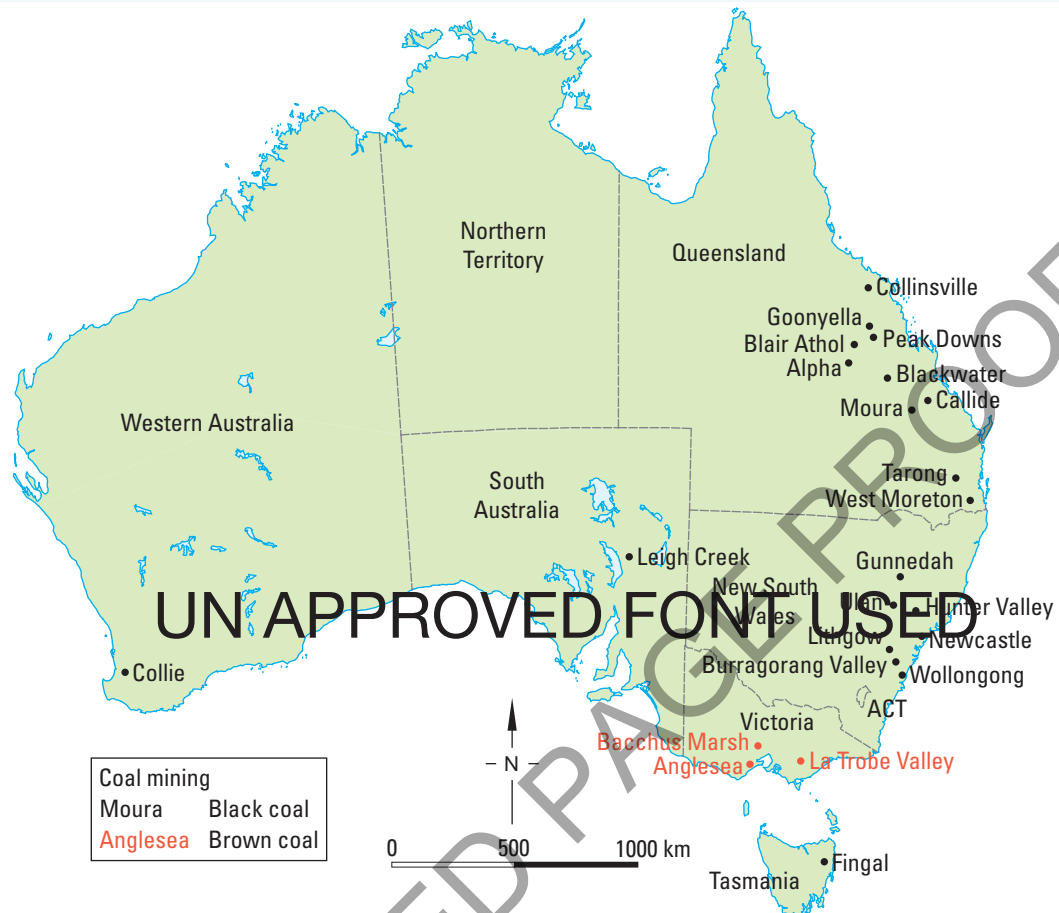 Northern
Territory
Queensland
Collinsville
Goonyella
Peak Downs
Blair Athol
Alpha
Blackwater
Callide
Moura
Western Australia
South
Australia
Tarong
West Moreton
Leigh Creek
Gunnedah
New South
Wales
Ulan
Hunter Valley
UN APPROVED FONT USED
Lithgow
Newcastle
Burragorang Valley
Wollongong
Collie
ACT
Victoria
Bacchus Marsh
Anglesea
La Trobe Valley
N
Coal mining
Moura Black coal
Anglesea Brown coal
0 500 1000 km
Fingal
Tasmania
ED PAGE PROO